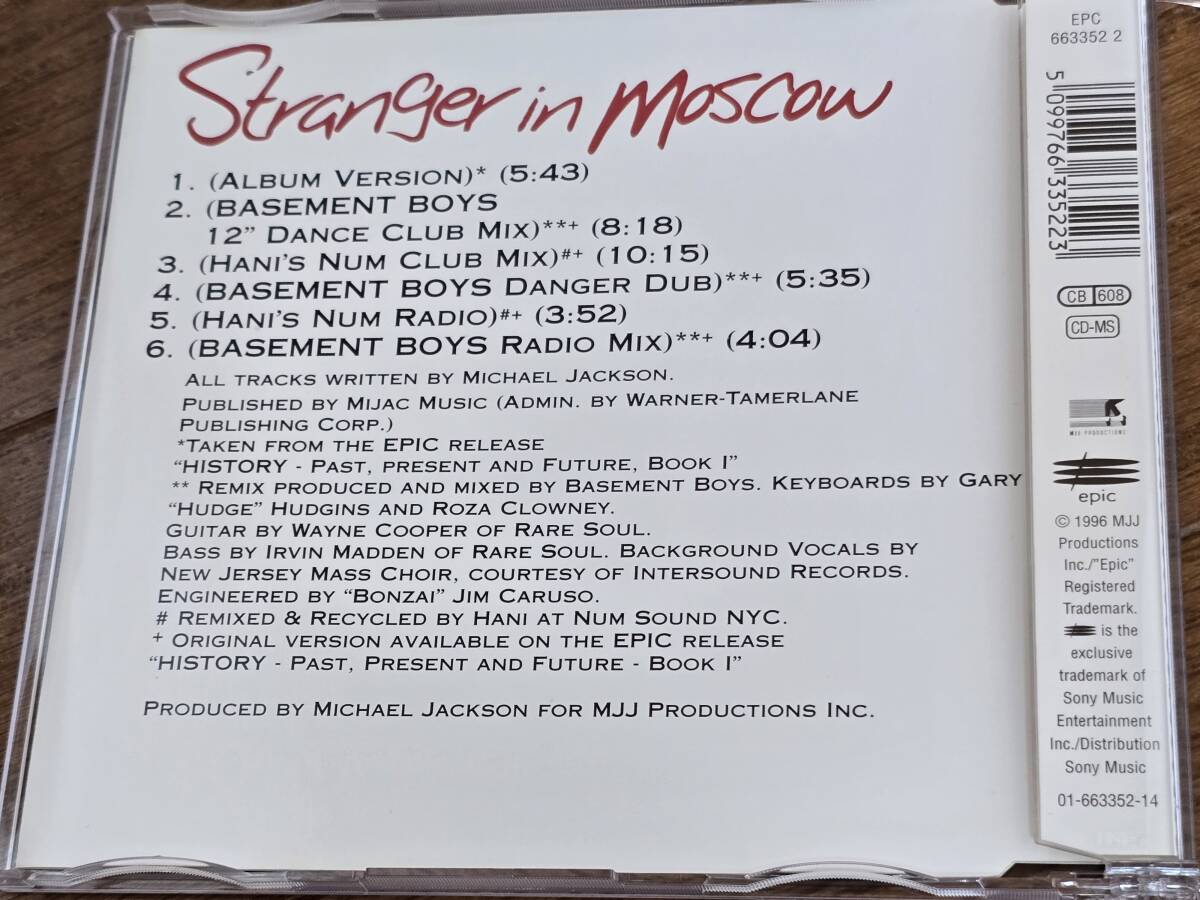 Stranger in Moscow
1. (ALBUM VERSION)* (5:43)
2. (BASEMENT BOYS
12" DANCE CLUB MIX)**+ (8:18)
3. (HANI'S NUM CLUB MIX)#+ (10:15)
4. (BASEMENT BOYS DANGER DUB)**+ (5:35)
5. (HANI'S NUM RADIO)#+ (3:52)
6. (BASEMENT BOYS RADIO MIX)**+ (4:04)
ALL TRACKS WRITTEN BY MICHAEL JACKSON.
PUBLISHED BY MIJAC MUSIC (ADMIN. BY WARNER-TAMERLANE
PUBLISHING CORP.)
*TAKEN FROM THE EPIC RELEASE
"HISTORY - PAST, PRESENT AND FUTURE, BOOK I"
** REMIX PRODUCED AND MIXED BY BASEMENT BOYS. KEYBOARDS BY GARY
"HUDGE" HUDGINS AND ROZA CLOWNEY.
GUITAR BY WAYNE COOPER OF RARE SOUL.
BASS BY IRVIN MADDEN OF RARE SOUL. BACKGROUND VOCALS BY
NEW JERSEY MASS CHOIR, COURTESY OF INTERSOUND RECORDS.
ENGINEERED BY "BONZAI" JIM CARUSO.
# REMIXED & RECYCLED BY HANI AT NUM SOUND NYC.
+ ORIGINAL VERSION AVAILABLE ON THE EPIC RELEASE
"HISTORY - PAST, PRESENT AND FUTURE - BOOK I"
PRODUCED BY MICHAEL JACKSON FOR MJJ PRODUCTIONS INC.
EPC
663352 2
5 099766 335223
CB 608
CD-MS
MJJ PRODUCTIONS
epic
© 1996 MJJ
Productions
Inc./"Epic"
Registered
Trademark.
is the
exclusive
trademark of
Sony Music
Entertainment
Inc./Distribution
Sony Music
01-663352-14